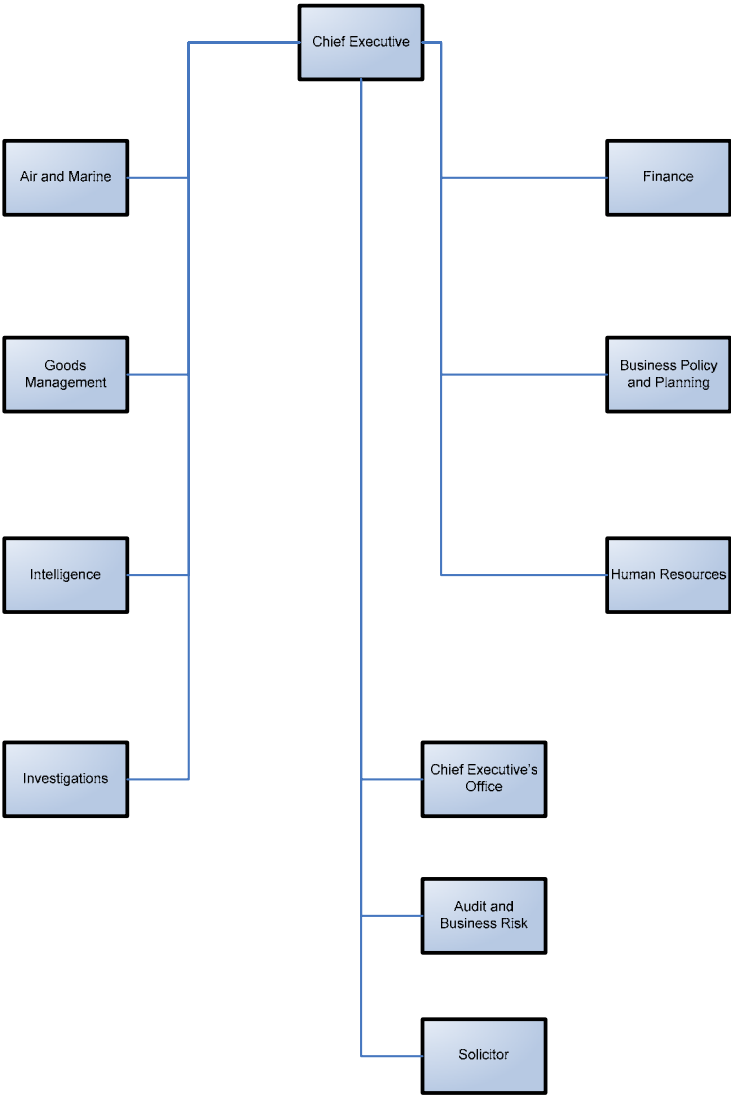 Chief Executive
Air and Marine
Finance
Goods
Management
Business Policy
and Planning
Intelligence
Human Resources
Investigations
Chief Executive’s
Office
Audit and
Business Risk
Solicitor